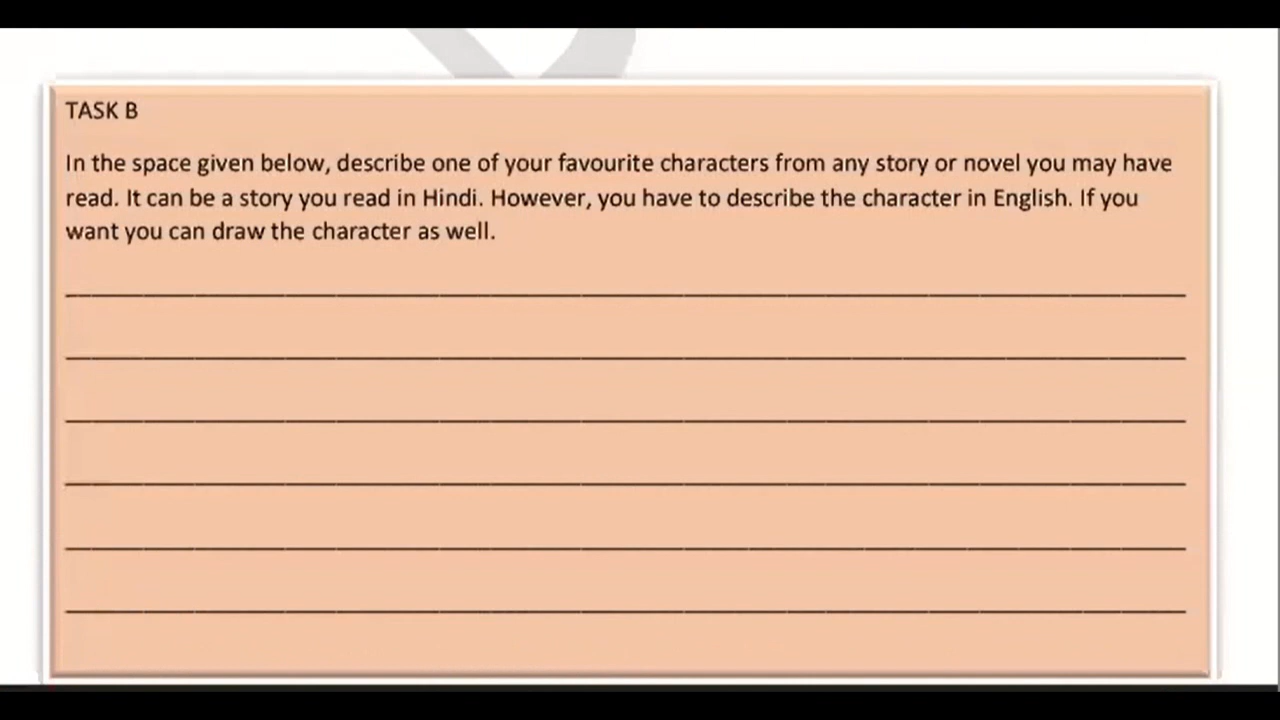 TASK B
In the space given below, describe one of your favourite characters from any story or novel you may have
read. It can be a story you read in Hindi. However, you have to describe the character in English. If you
want you can draw the character as well.